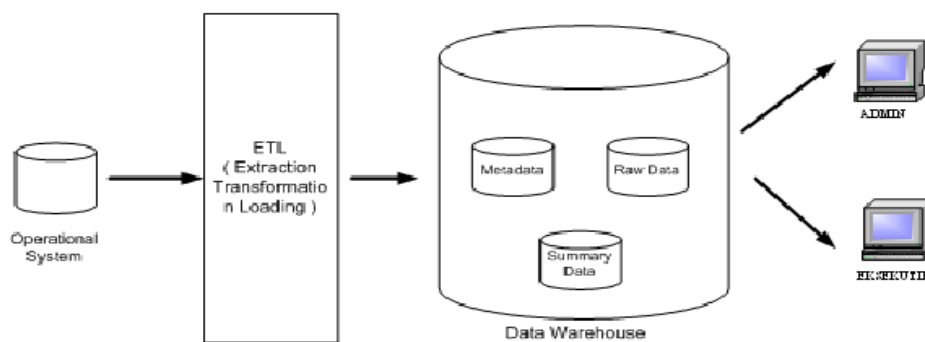 Operational
System
ETL
( Extraction
Transformatio
n Loading )
Metadata
Raw Data
Summary
Data
Data Warehouse
ADMIN
EKSEKUTIF